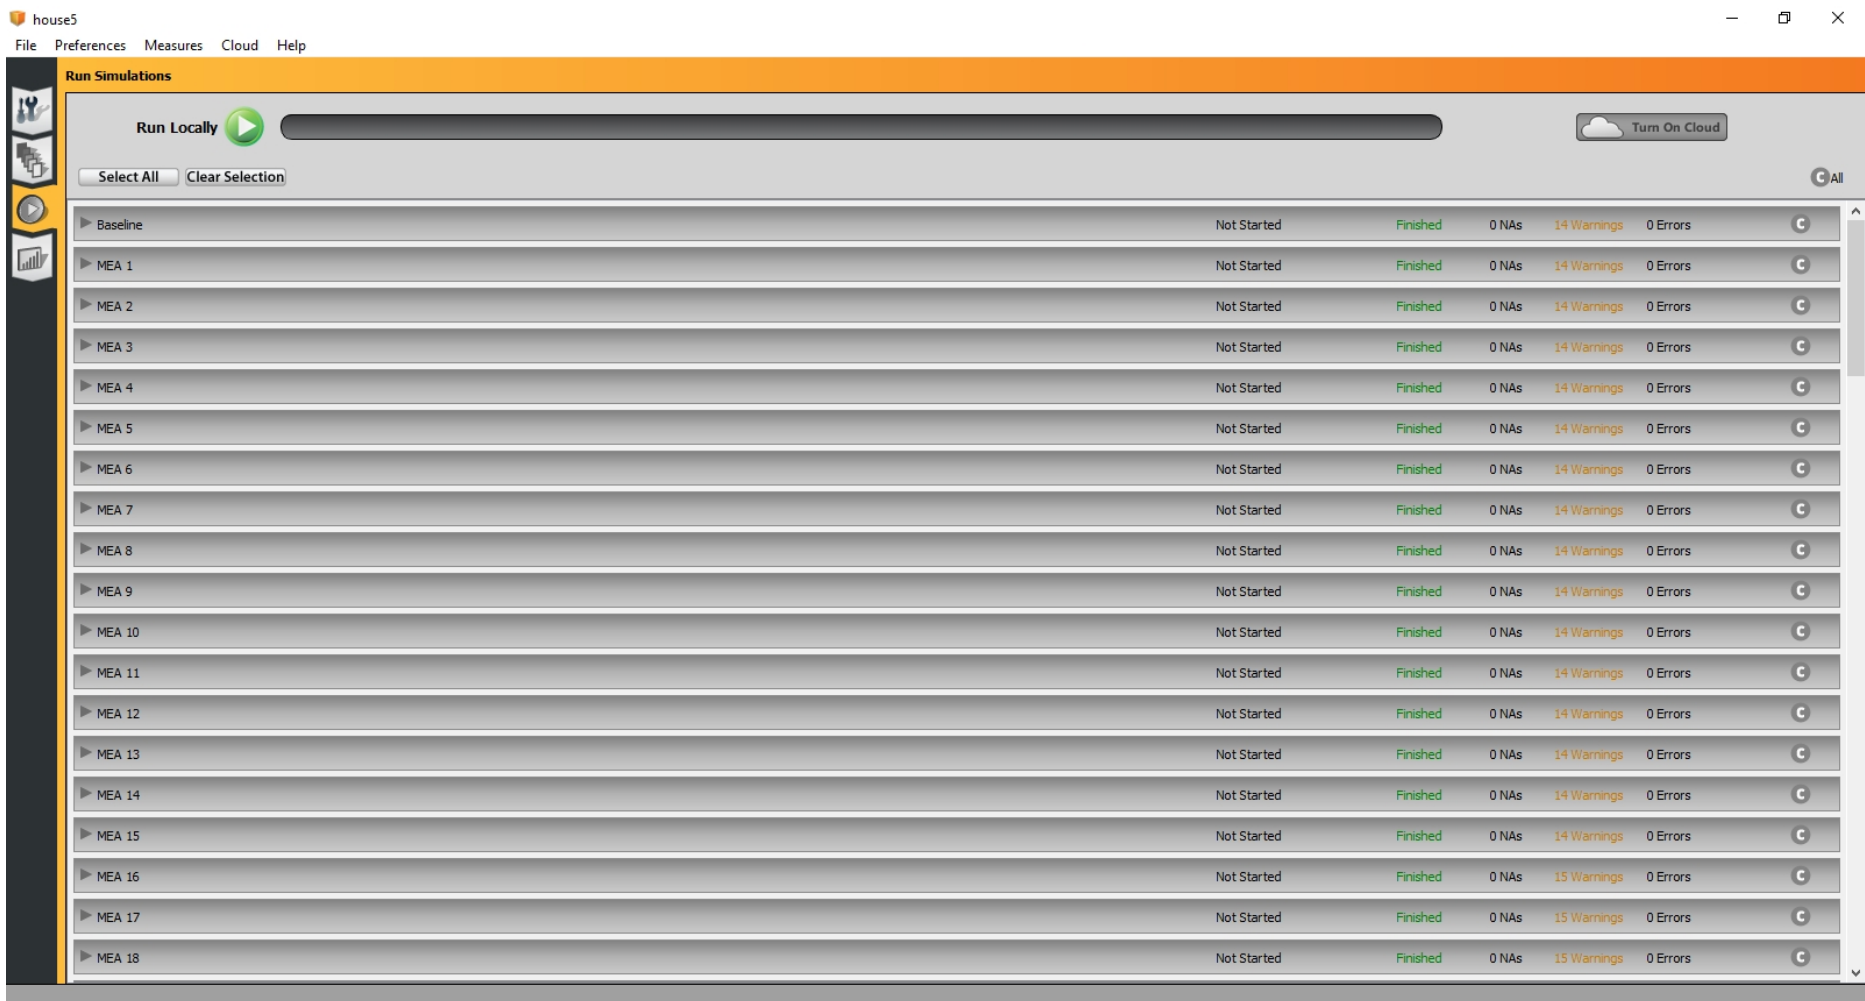 house5
File Preferences Measures Cloud Help
Run Simulations
Run Locally Turn On Cloud
Select All Clear Selection C All
Baseline Not Started Finished 0 NAs 14 Warnings 0 Errors C
MEA 1 Not Started Finished 0 NAs 14 Warnings 0 Errors C
MEA 2 Not Started Finished 0 NAs 14 Warnings 0 Errors C
MEA 3 Not Started Finished 0 NAs 14 Warnings 0 Errors C
MEA 4 Not Started Finished 0 NAs 14 Warnings 0 Errors C
MEA 5 Not Started Finished 0 NAs 14 Warnings 0 Errors C
MEA 6 Not Started Finished 0 NAs 14 Warnings 0 Errors C
MEA 7 Not Started Finished 0 NAs 14 Warnings 0 Errors C
MEA 8 Not Started Finished 0 NAs 14 Warnings 0 Errors C
MEA 9 Not Started Finished 0 NAs 14 Warnings 0 Errors C
MEA 10 Not Started Finished 0 NAs 14 Warnings 0 Errors C
MEA 11 Not Started Finished 0 NAs 14 Warnings 0 Errors C
MEA 12 Not Started Finished 0 NAs 14 Warnings 0 Errors C
MEA 13 Not Started Finished 0 NAs 14 Warnings 0 Errors C
MEA 14 Not Started Finished 0 NAs 14 Warnings 0 Errors C
MEA 15 Not Started Finished 0 NAs 14 Warnings 0 Errors C
MEA 16 Not Started Finished 0 NAs 15 Warnings 0 Errors C
MEA 17 Not Started Finished 0 NAs 15 Warnings 0 Errors C
MEA 18 Not Started Finished 0 NAs 15 Warnings 0 Errors C